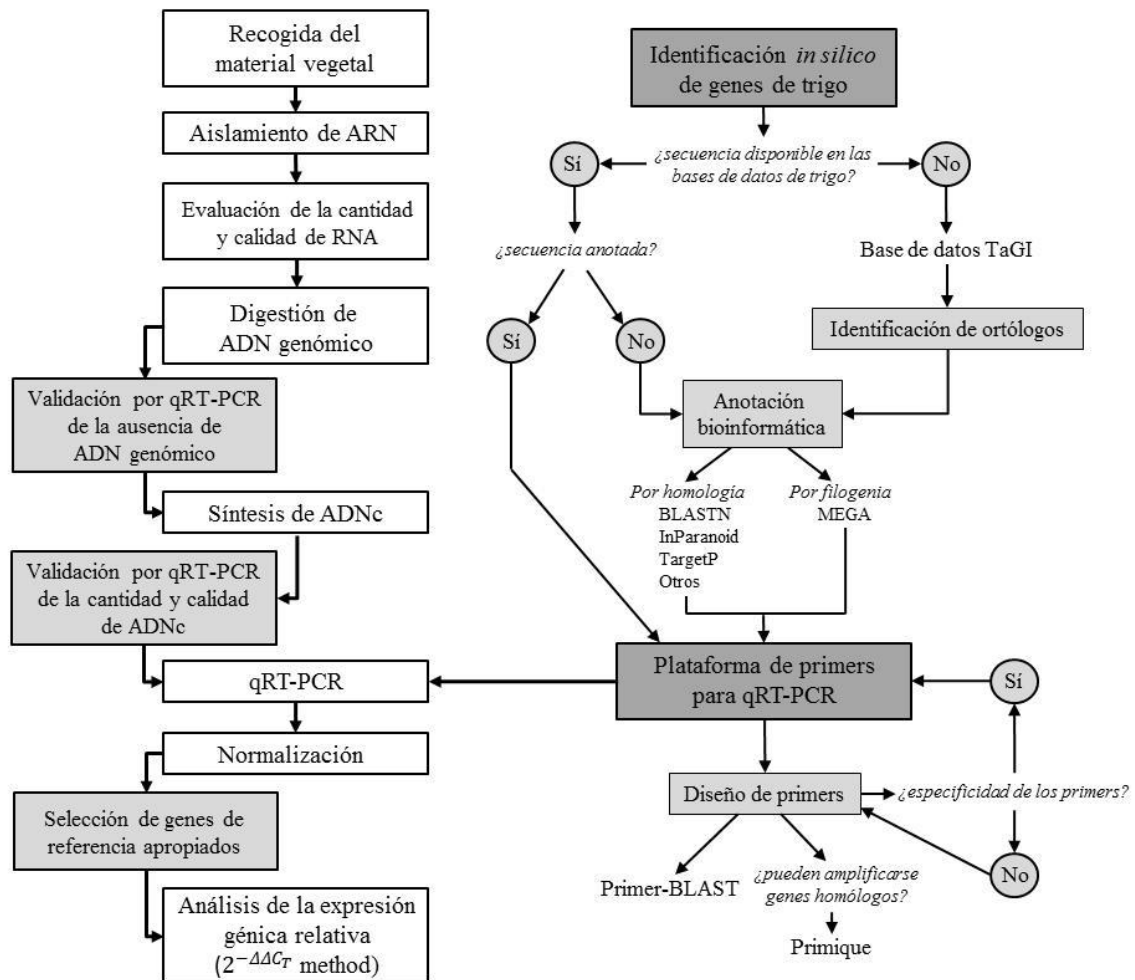 Recogida del
material vegetal
Aislamiento de ARN
Evaluación de la cantidad
y calidad de RNA
Digestión de
ADN genómico
Validación por qRT-PCR
de la ausencia de
ADN genómico
Síntesis de ADNc
Validación por qRT-PCR
de la cantidad y calidad
de ADNc
qRT-PCR
Normalización
Selección de genes de
referencia apropiados
Análisis de la expresión
génica relativa
(2^{-ΔΔC_T} method)
Identificación in silico
de genes de trigo
¿secuencia disponible en las
bases de datos de trigo?
Sí
No
¿secuencia anotada?
Base de datos TaGI
Sí
No
Identificación de ortólogos
Anotación
bioinformática
Por homología
BLASTN
InParanoid
TargetP
Otros
Por filogenia
MEGA
Plataforma de primers
para qRT-PCR
Sí
Diseño de primers
¿especificidad de los primers?
No
Primer-BLAST
¿pueden amplificarse
genes homólogos?
Primique